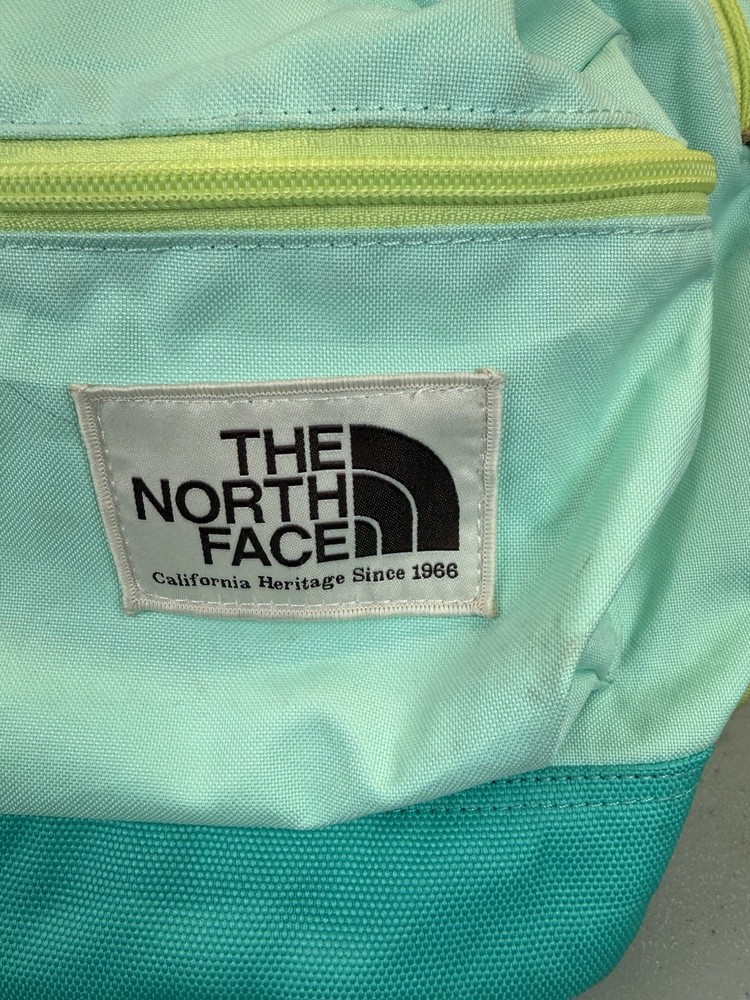 THE
NORTH
FACE
California Heritage Since 1966